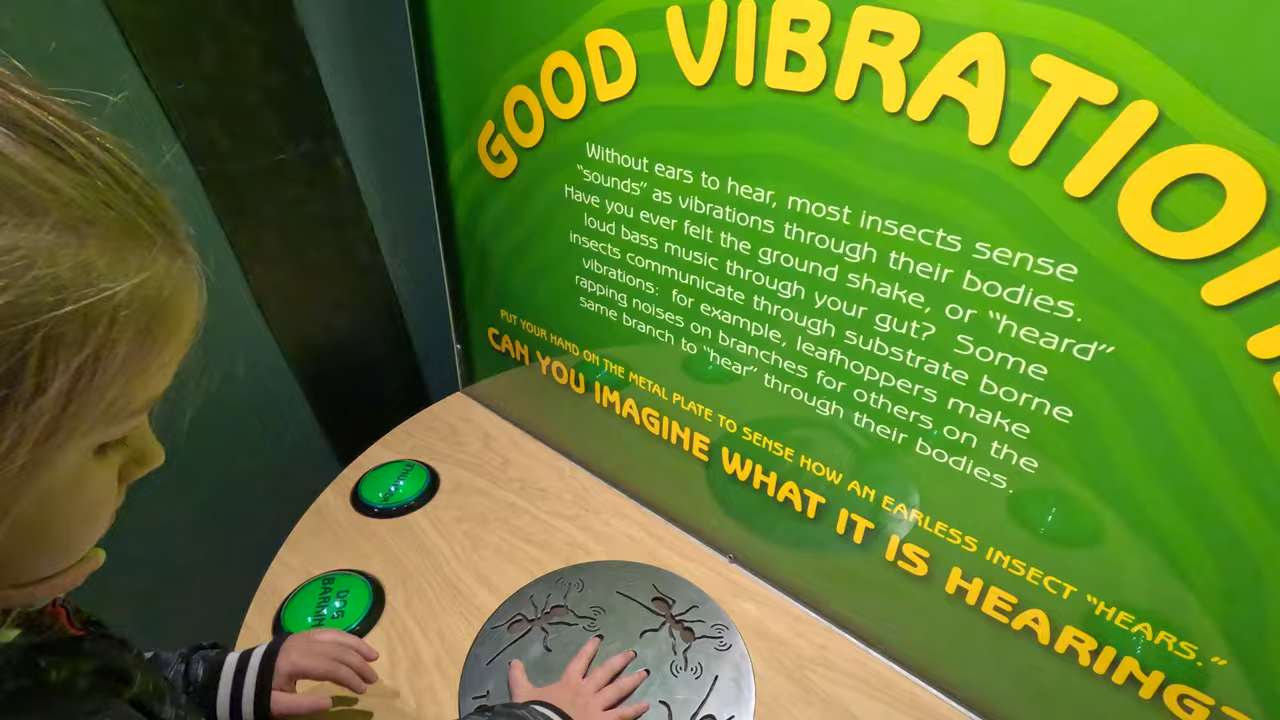 GOOD VIBRATION
Without ears to hear, most insects sense
"sounds" as vibrations through their bodies.
Have you ever felt the ground shake, or "heard"
loud bass music through your gut? Some
insects communicate through substrate borne
vibrations: for example, leafhoppers make
rapping noises on branches for others on the
same branch to "hear" through their bodies.
PUT YOUR HAND ON THE METAL PLATE TO SENSE HOW AN EARLESS INSECT "HEARS."
CAN YOU IMAGINE WHAT IT IS HEARING?
THUNDER
DOG
BARKING